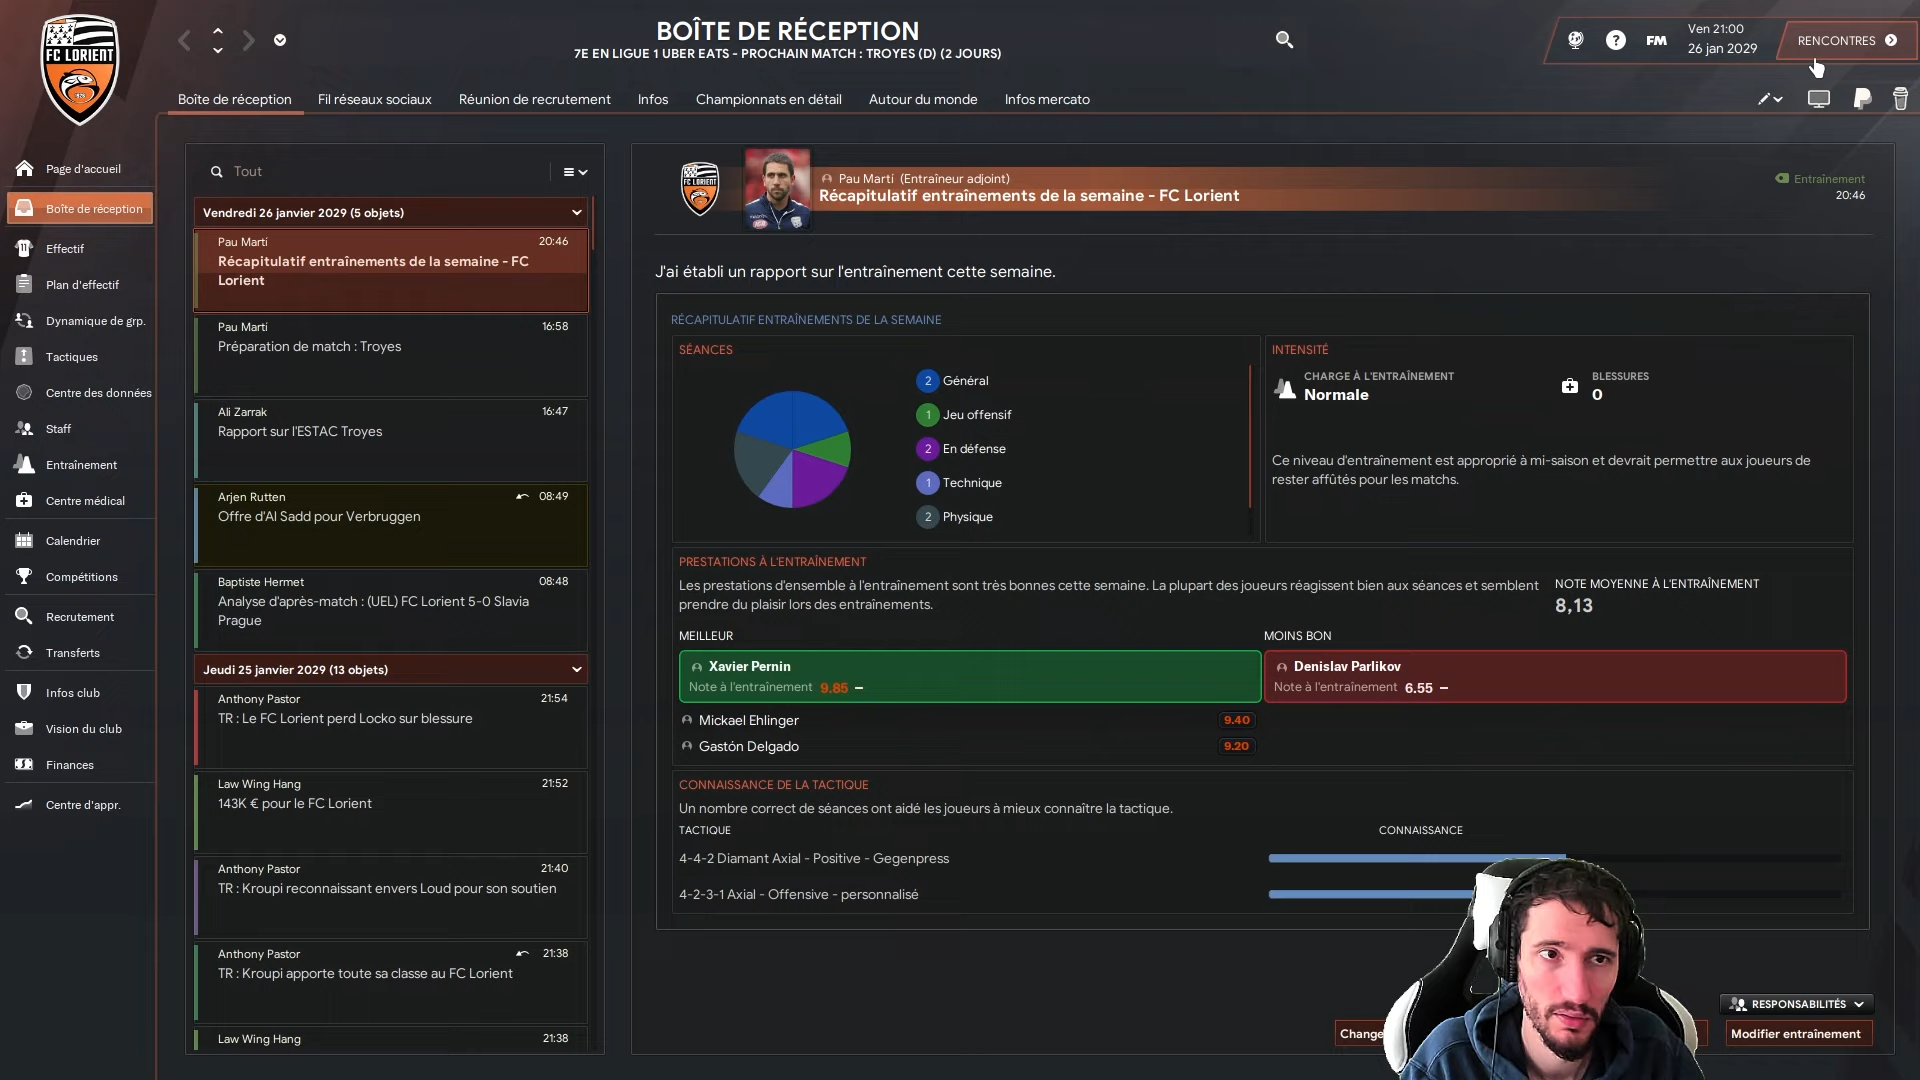 FC LORIENT
BOÎTE DE RÉCEPTION
7E EN LIGUE 1 UBER EATS - PROCHAIN MATCH : TROYES (D) (2 JOURS)
FM
Ven 21:00
26 jan 2029
RENCONTRES
Boîte de réception
Fil réseaux sociaux
Réunion de recrutement
Infos
Championnats en détail
Autour du monde
Infos mercato
Page d'accueil
Boîte de réception
Effectif
Plan d'effectif
Dynamique de grp.
Tactiques
Centre des données
Staff
Entraînement
Centre médical
Calendrier
Compétitions
Recrutement
Transferts
Infos club
Vision du club
Finances
Centre d'appr.
Tout
Vendredi 26 janvier 2029 (5 objets)
Pau Martí 20:46
Récapitulatif entraînements de la semaine - FC
Lorient
Pau Martí 16:58
Préparation de match : Troyes
Ali Zarrak 16:47
Rapport sur l'ESTAC Troyes
Arjen Rutten 08:49
Offre d'Al Sadd pour Verbruggen
Baptiste Hermet 08:48
Analyse d'après-match : (UEL) FC Lorient 5-0 Slavia
Prague
Jeudi 25 janvier 2029 (13 objets)
Anthony Pastor 21:54
TR : Le FC Lorient perd Locko sur blessure
Law Wing Hang 21:52
143K € pour le FC Lorient
Anthony Pastor 21:40
TR : Kroupi reconnaissant envers Loud pour son soutien
Anthony Pastor 21:38
TR : Kroupi apporte toute sa classe au FC Lorient
Law Wing Hang 21:38
FC LORIENT
Pau Martí (Entraîneur adjoint)
Récapitulatif entraînements de la semaine - FC Lorient
Entraînement
20:46
J'ai établi un rapport sur l'entraînement cette semaine.
RÉCAPITULATIF ENTRAÎNEMENTS DE LA SEMAINE
SÉANCES
2 Général
1 Jeu offensif
2 En défense
1 Technique
2 Physique
INTENSITÉ
CHARGE À L'ENTRAÎNEMENT
Normale
BLESSURES
0
Ce niveau d'entraînement est approprié à mi-saison et devrait permettre aux joueurs de
rester affûtés pour les matchs.
PRESTATIONS À L'ENTRAÎNEMENT
Les prestations d'ensemble à l'entraînement sont très bonnes cette semaine. La plupart des joueurs réagissent bien aux séances et semblent
prendre du plaisir lors des entraînements.
NOTE MOYENNE À L'ENTRAÎNEMENT
8,13
MEILLEUR
Xavier Pernin
Note à l'entraînement 9.85 –
Mickael Ehlinger 9.40
Gastón Delgado 9.20
MOINS BON
Denislav Parlikov
Note à l'entraînement 6.55 –
CONNAISSANCE DE LA TACTIQUE
Un nombre correct de séances ont aidé les joueurs à mieux connaître la tactique.
TACTIQUE CONNAISSANCE
4-4-2 Diamant Axial - Positive - Gegenpress
4-2-3-1 Axial - Offensive - personnalisé
RESPONSABILITÉS
Change
Modifier entraînement